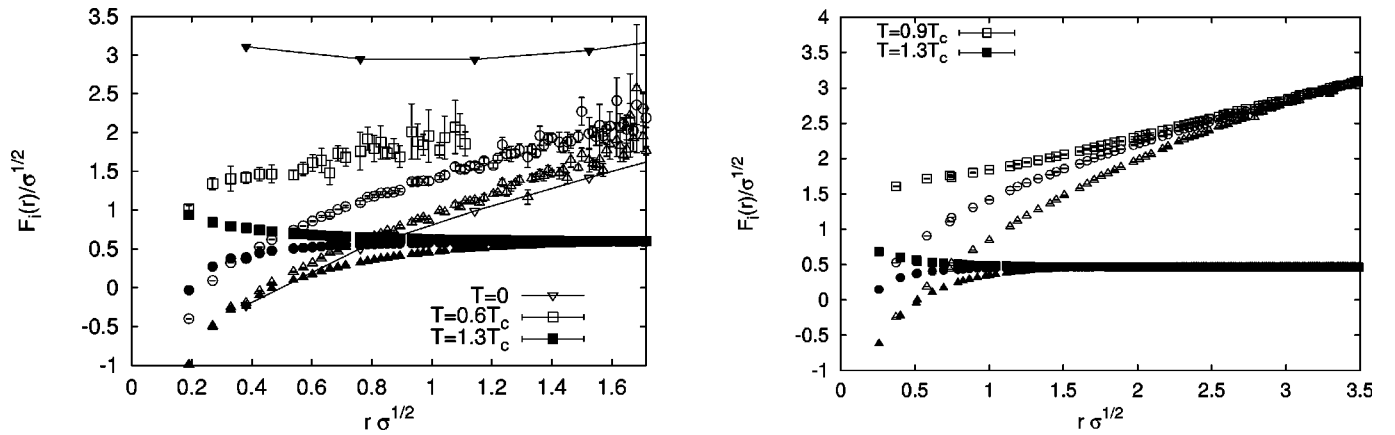 3.5
3
2.5
2
1.5
1
0.5
0
-0.5
-1
F_i(r)/σ^{1/2}
T=0
T=0.6T_c
T=1.3T_c
0 0.2 0.4 0.6 0.8 1 1.2 1.4 1.6
r σ^{1/2}
4
3.5
3
2.5
2
1.5
1
0.5
0
-0.5
-1
F_i(r)/σ^{1/2}
T=0.9T_c
T=1.3T_c
0 0.5 1 1.5 2 2.5 3 3.5
r σ^{1/2}